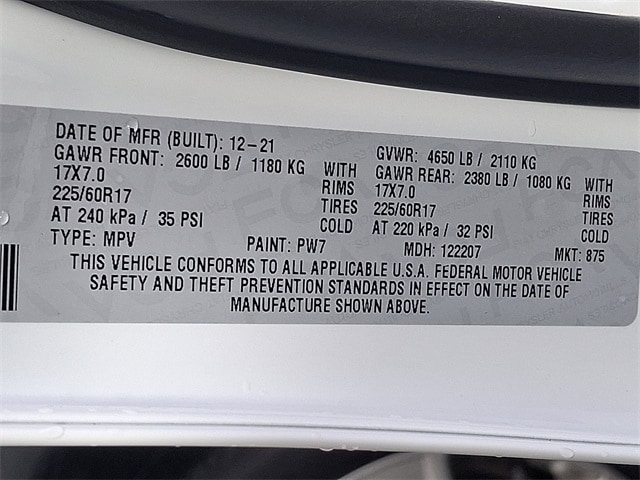 DATE OF MFR (BUILT): 12-21
GAWR FRONT: 2600 LB / 1180 KG WITH
17X7.0 RIMS
225/60R17 TIRES
AT 240 kPa / 35 PSI COLD
GVWR: 4650 LB / 2110 KG
GAWR REAR: 2380 LB / 1080 KG WITH
17X7.0 RIMS
225/60R17 TIRES
AT 220 kPa / 32 PSI COLD
TYPE: MPV PAINT: PW7 MDH: 122207 MKT: 875
THIS VEHICLE CONFORMS TO ALL APPLICABLE U.S.A. FEDERAL MOTOR VEHICLE
SAFETY AND THEFT PREVENTION STANDARDS IN EFFECT ON THE DATE OF
MANUFACTURE SHOWN ABOVE.